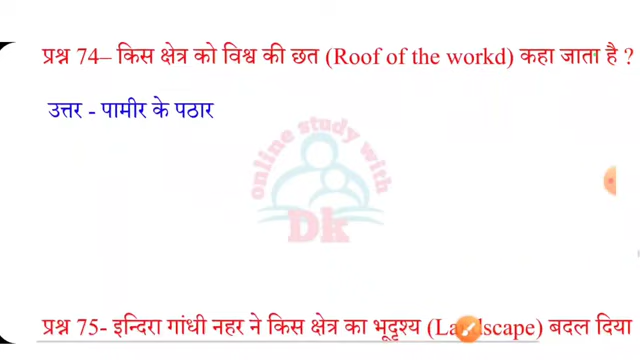 प्रश्न 74– किस क्षेत्र को विश्व की छत (Roof of the workd) कहा जाता है ?
उत्तर - पामीर के पठार
online study with
Dk
प्रश्न 75- इन्दिरा गांधी नहर ने किस क्षेत्र का भूदृश्य (Landscape) बदल दिया